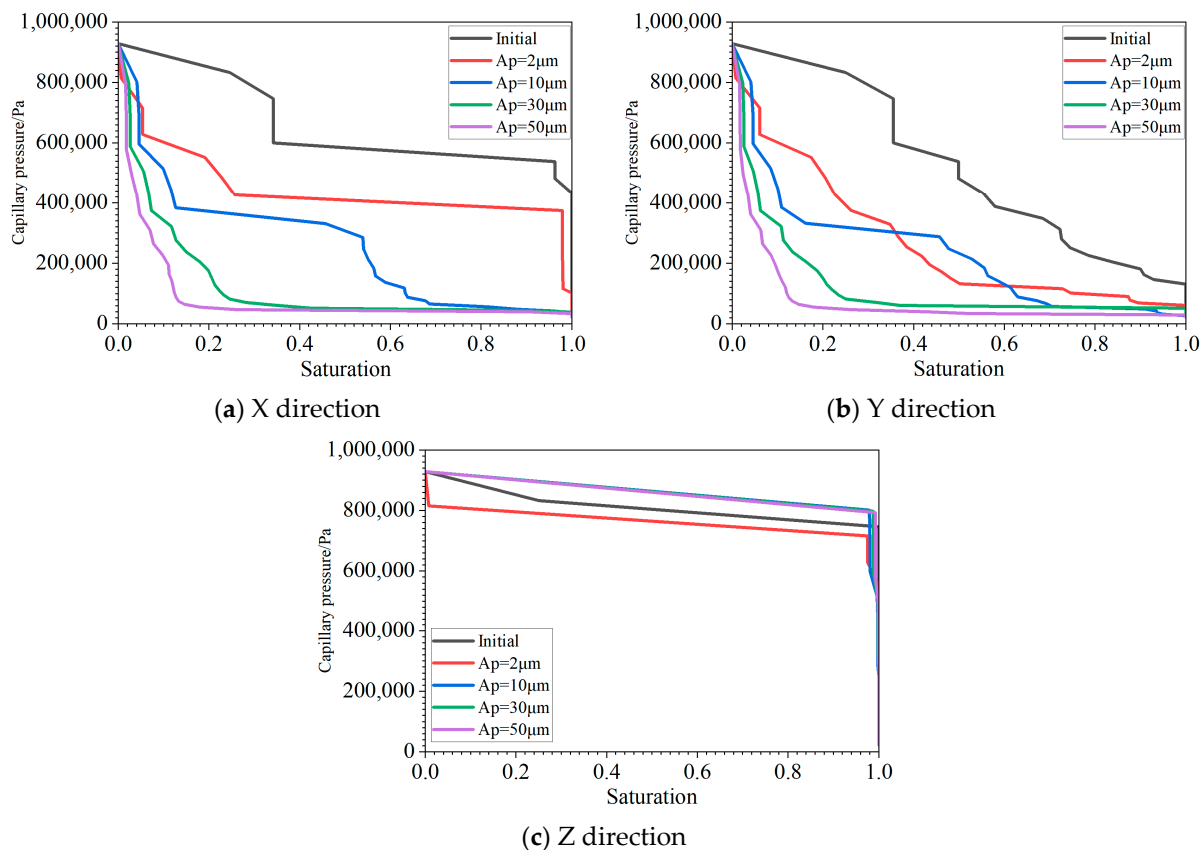 1,000,000
800,000
600,000
400,000
200,000
0
Capillary pressure/Pa
Initial
Ap=2μm
Ap=10μm
Ap=30μm
Ap=50μm
0.0 0.2 0.4 0.6 0.8 1.0
Saturation
(a) X direction
1,000,000
800,000
600,000
400,000
200,000
0
Capillary pressure/Pa
Initial
Ap=2μm
Ap=10μm
Ap=30μm
Ap=50μm
0.0 0.2 0.4 0.6 0.8 1.0
Saturation
(b) Y direction
1,000,000
800,000
600,000
400,000
200,000
0
Capillary pressure/Pa
Initial
Ap=2μm
Ap=10μm
Ap=30μm
Ap=50μm
0.0 0.2 0.4 0.6 0.8 1.0
Saturation
(c) Z direction